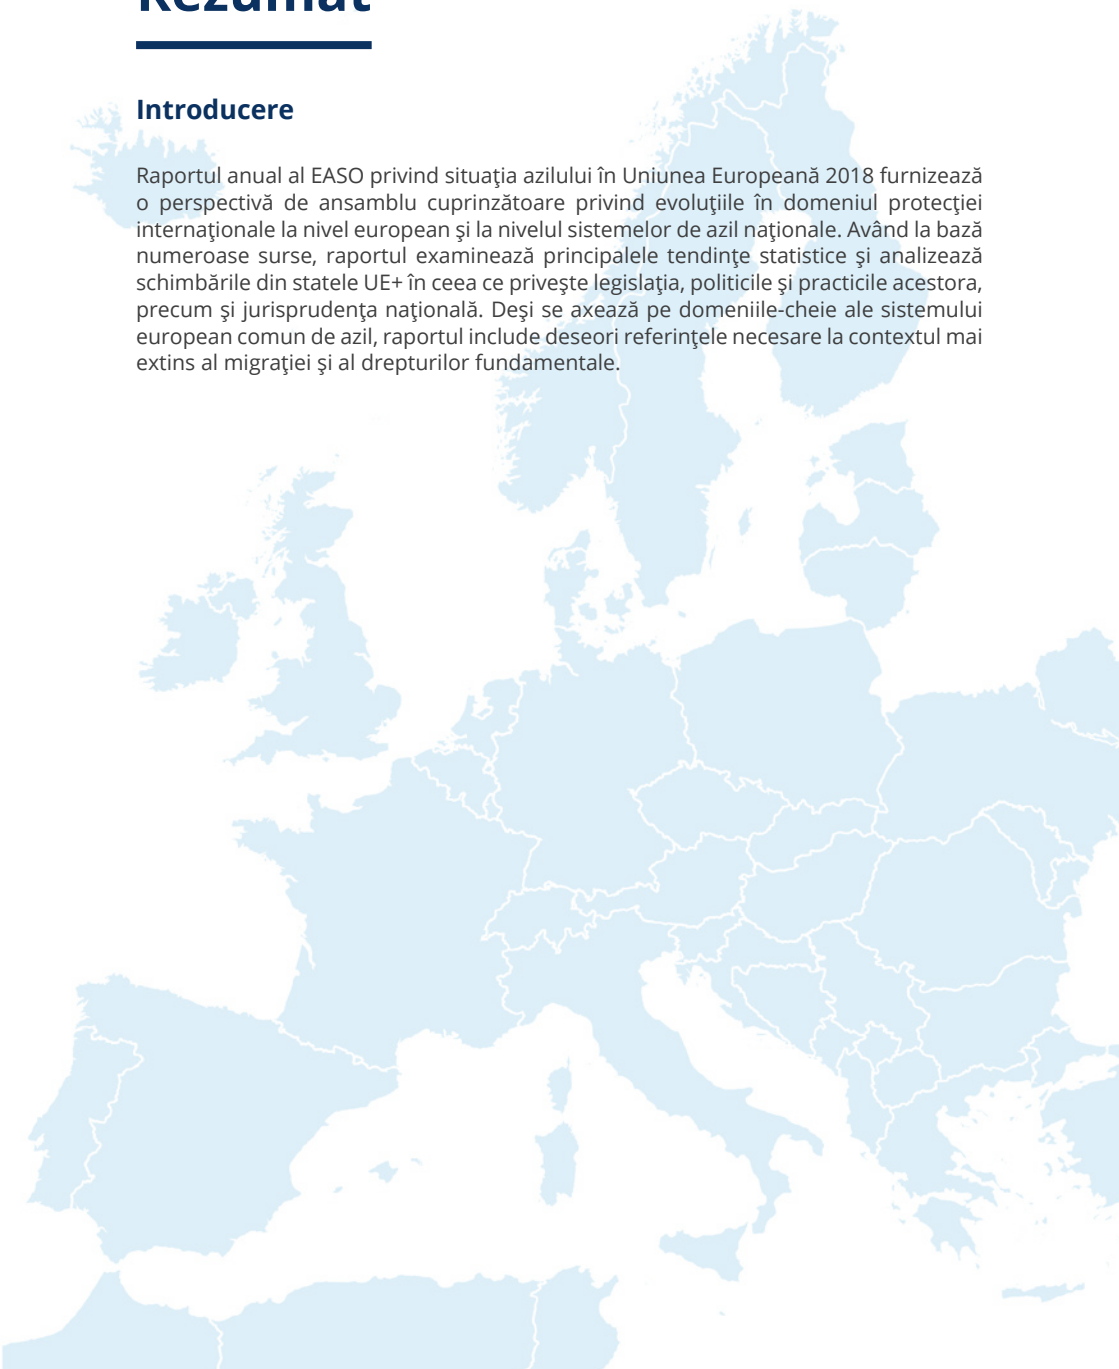 Rezumat
Introducere
Raportul anual al EASO privind situaţia azilului în Uniunea Europeană 2018 furnizează
o perspectivă de ansamblu cuprinzătoare privind evoluţiile în domeniul protecţiei
internaţionale la nivel european şi la nivelul sistemelor de azil naţionale. Având la bază
numeroase surse, raportul examinează principalele tendinţe statistice şi analizează
schimbările din statele UE+ în ceea ce priveşte legislaţia, politicile şi practicile acestora,
precum şi jurisprudenţa naţională. Deşi se axează pe domeniile-cheie ale sistemului
european comun de azil, raportul include deseori referinţele necesare la contextul mai
extins al migraţiei şi al drepturilor fundamentale.